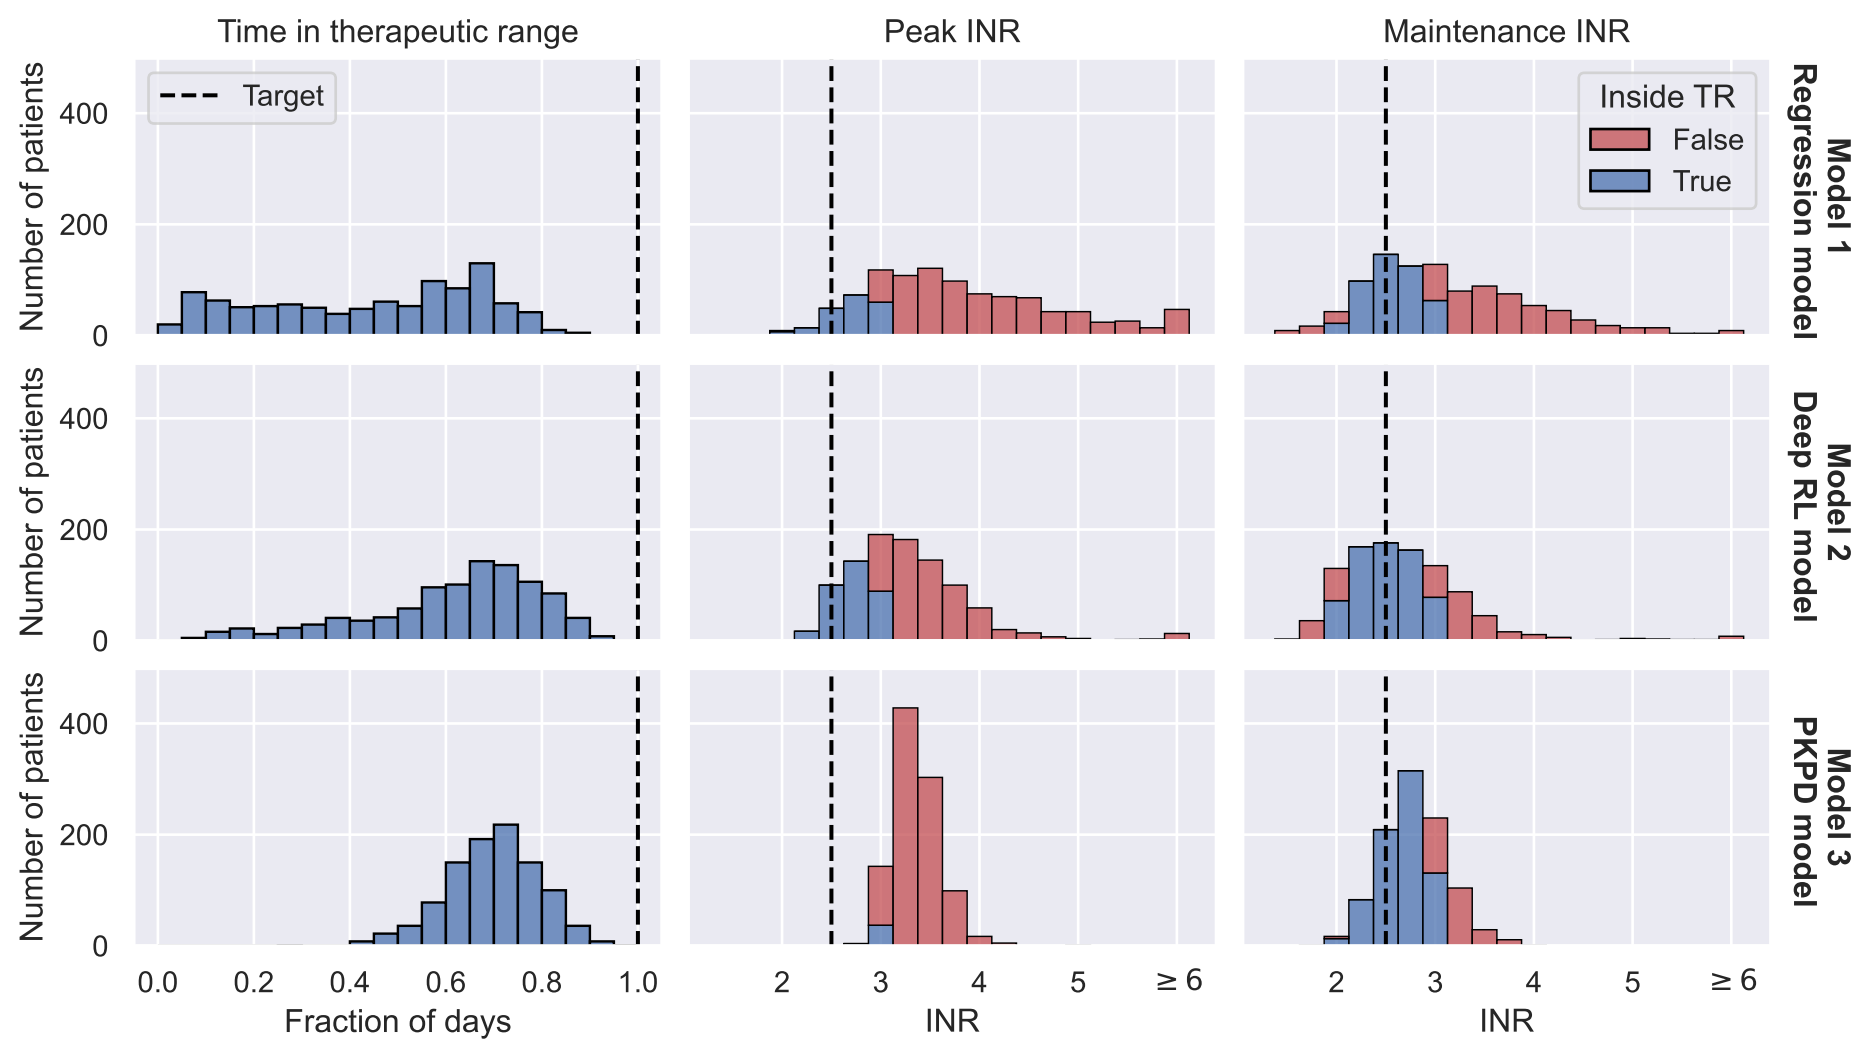 Time in therapeutic range
Peak INR
Maintenance INR
Number of patients
400
200
0
Target
Inside TR
False
True
Model 1
Regression model
Number of patients
400
200
0
Model 2
Deep RL model
Number of patients
400
200
0
Model 3
PKPD model
0.0 0.2 0.4 0.6 0.8 1.0
2 3 4 5 ≥ 6
2 3 4 5 ≥ 6
Fraction of days
INR
INR